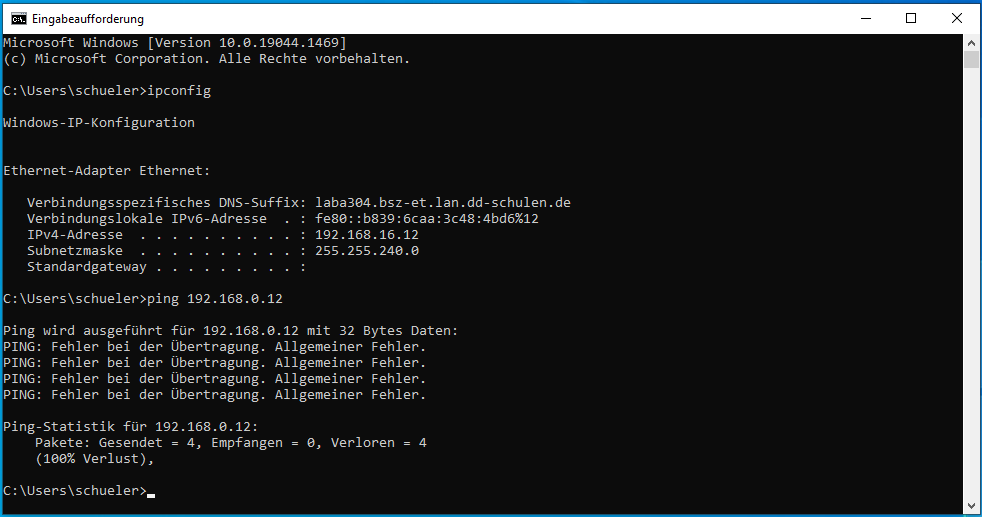 Eingabeaufforderung
Microsoft Windows [Version 10.0.19044.1469]
(c) Microsoft Corporation. Alle Rechte vorbehalten.
C:\Users\schueler>ipconfig
Windows-IP-Konfiguration
Ethernet-Adapter Ethernet:
   Verbindungsspezifisches DNS-Suffix: laba304.bsz-et.lan.dd-schulen.de
   Verbindungslokale IPv6-Adresse  . : fe80::b839:6caa:3c48:4bd6%12
   IPv4-Adresse  . . . . . . . . . . : 192.168.16.12
   Subnetzmaske  . . . . . . . . . . : 255.255.240.0
   Standardgateway . . . . . . . . . :
C:\Users\schueler>ping 192.168.0.12
Ping wird ausgeführt für 192.168.0.12 mit 32 Bytes Daten:
PING: Fehler bei der Übertragung. Allgemeiner Fehler.
PING: Fehler bei der Übertragung. Allgemeiner Fehler.
PING: Fehler bei der Übertragung. Allgemeiner Fehler.
PING: Fehler bei der Übertragung. Allgemeiner Fehler.
Ping-Statistik für 192.168.0.12:
    Pakete: Gesendet = 4, Empfangen = 0, Verloren = 4
    (100% Verlust),
C:\Users\schueler>